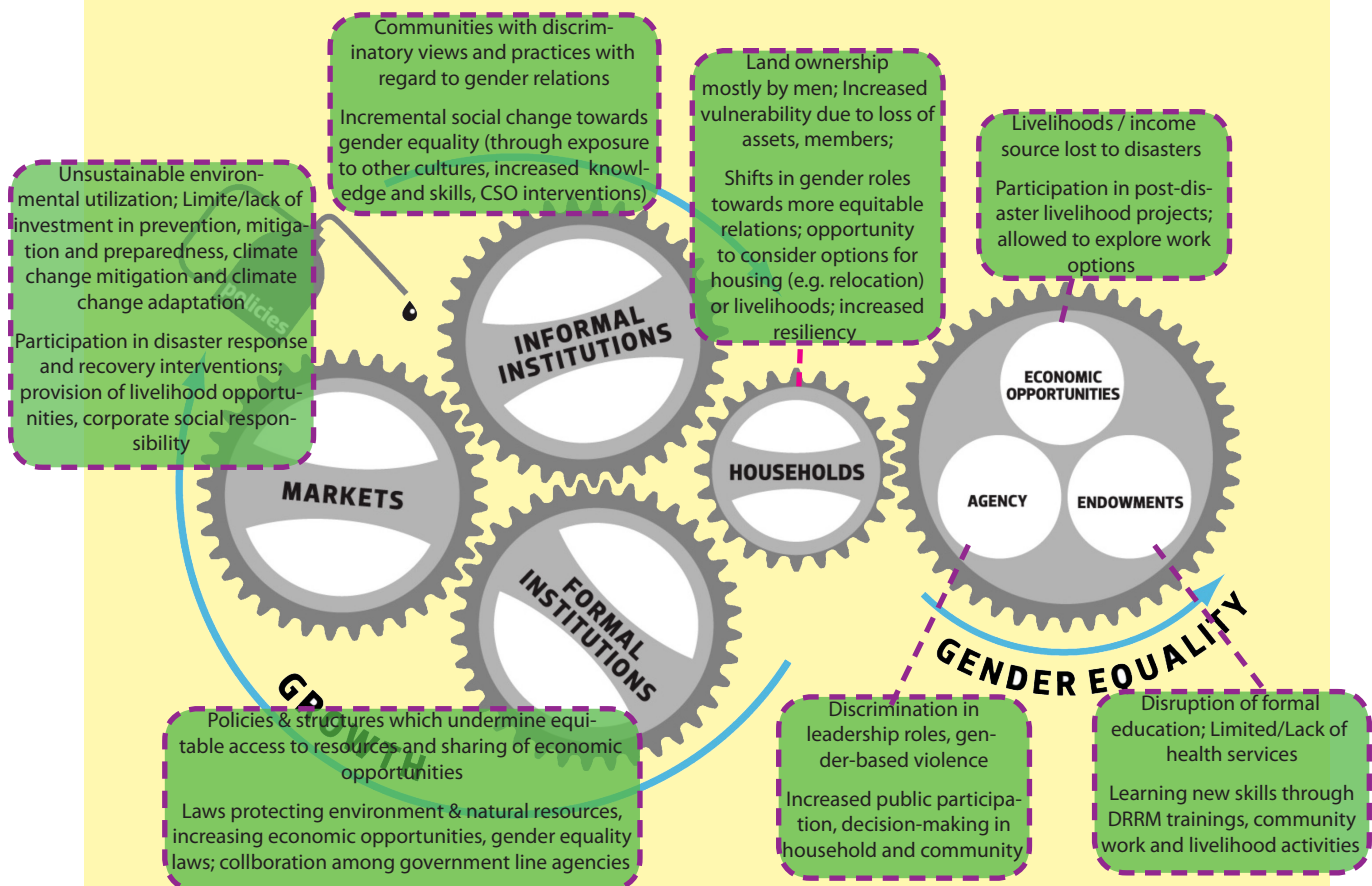 Communities with discrim-
inatory views and practices with
regard to gender relations
Incremental social change towards
gender equality (through exposure
to other cultures, increased knowl-
edge and skills, CSO interventions)
Land ownership
mostly by men; Increased
vulnerability due to loss of
assets, members;
Shifts in gender roles
towards more equitable
relations; opportunity
to consider options for
housing (e.g. relocation)
or livelihoods; increased
resiliency
Livelihoods / income
source lost to disasters
Participation in post-dis-
aster livelihood projects;
allowed to explore work
options
Unsustainable environ-
mental utilization; Limite/lack of
investment in prevention, mitiga-
tion and preparedness, climate
change mitigation and climate
change adaptation
Participation in disaster response
and recovery interventions;
provision of livelihood opportu-
nities, corporate social respon-
sibility
policies
INFORMAL
INSTITUTIONS
MARKETS
FORMAL
INSTITUTIONS
HOUSEHOLDS
ECONOMIC
OPPORTUNITIES
AGENCY
ENDOWMENTS
GROWTH
GENDER EQUALITY
Policies & structures which undermine equi-
table access to resources and sharing of economic
opportunities
Laws protecting environment & natural resources,
increasing economic opportunities, gender equality
laws; collboration among government line agencies
Discrimination in
leadership roles, gen-
der-based violence
Increased public participa-
tion, decision-making in
household and community
Disruption of formal
education; Limited/Lack of
health services
Learning new skills through
DRRM trainings, community
work and livelihood activities